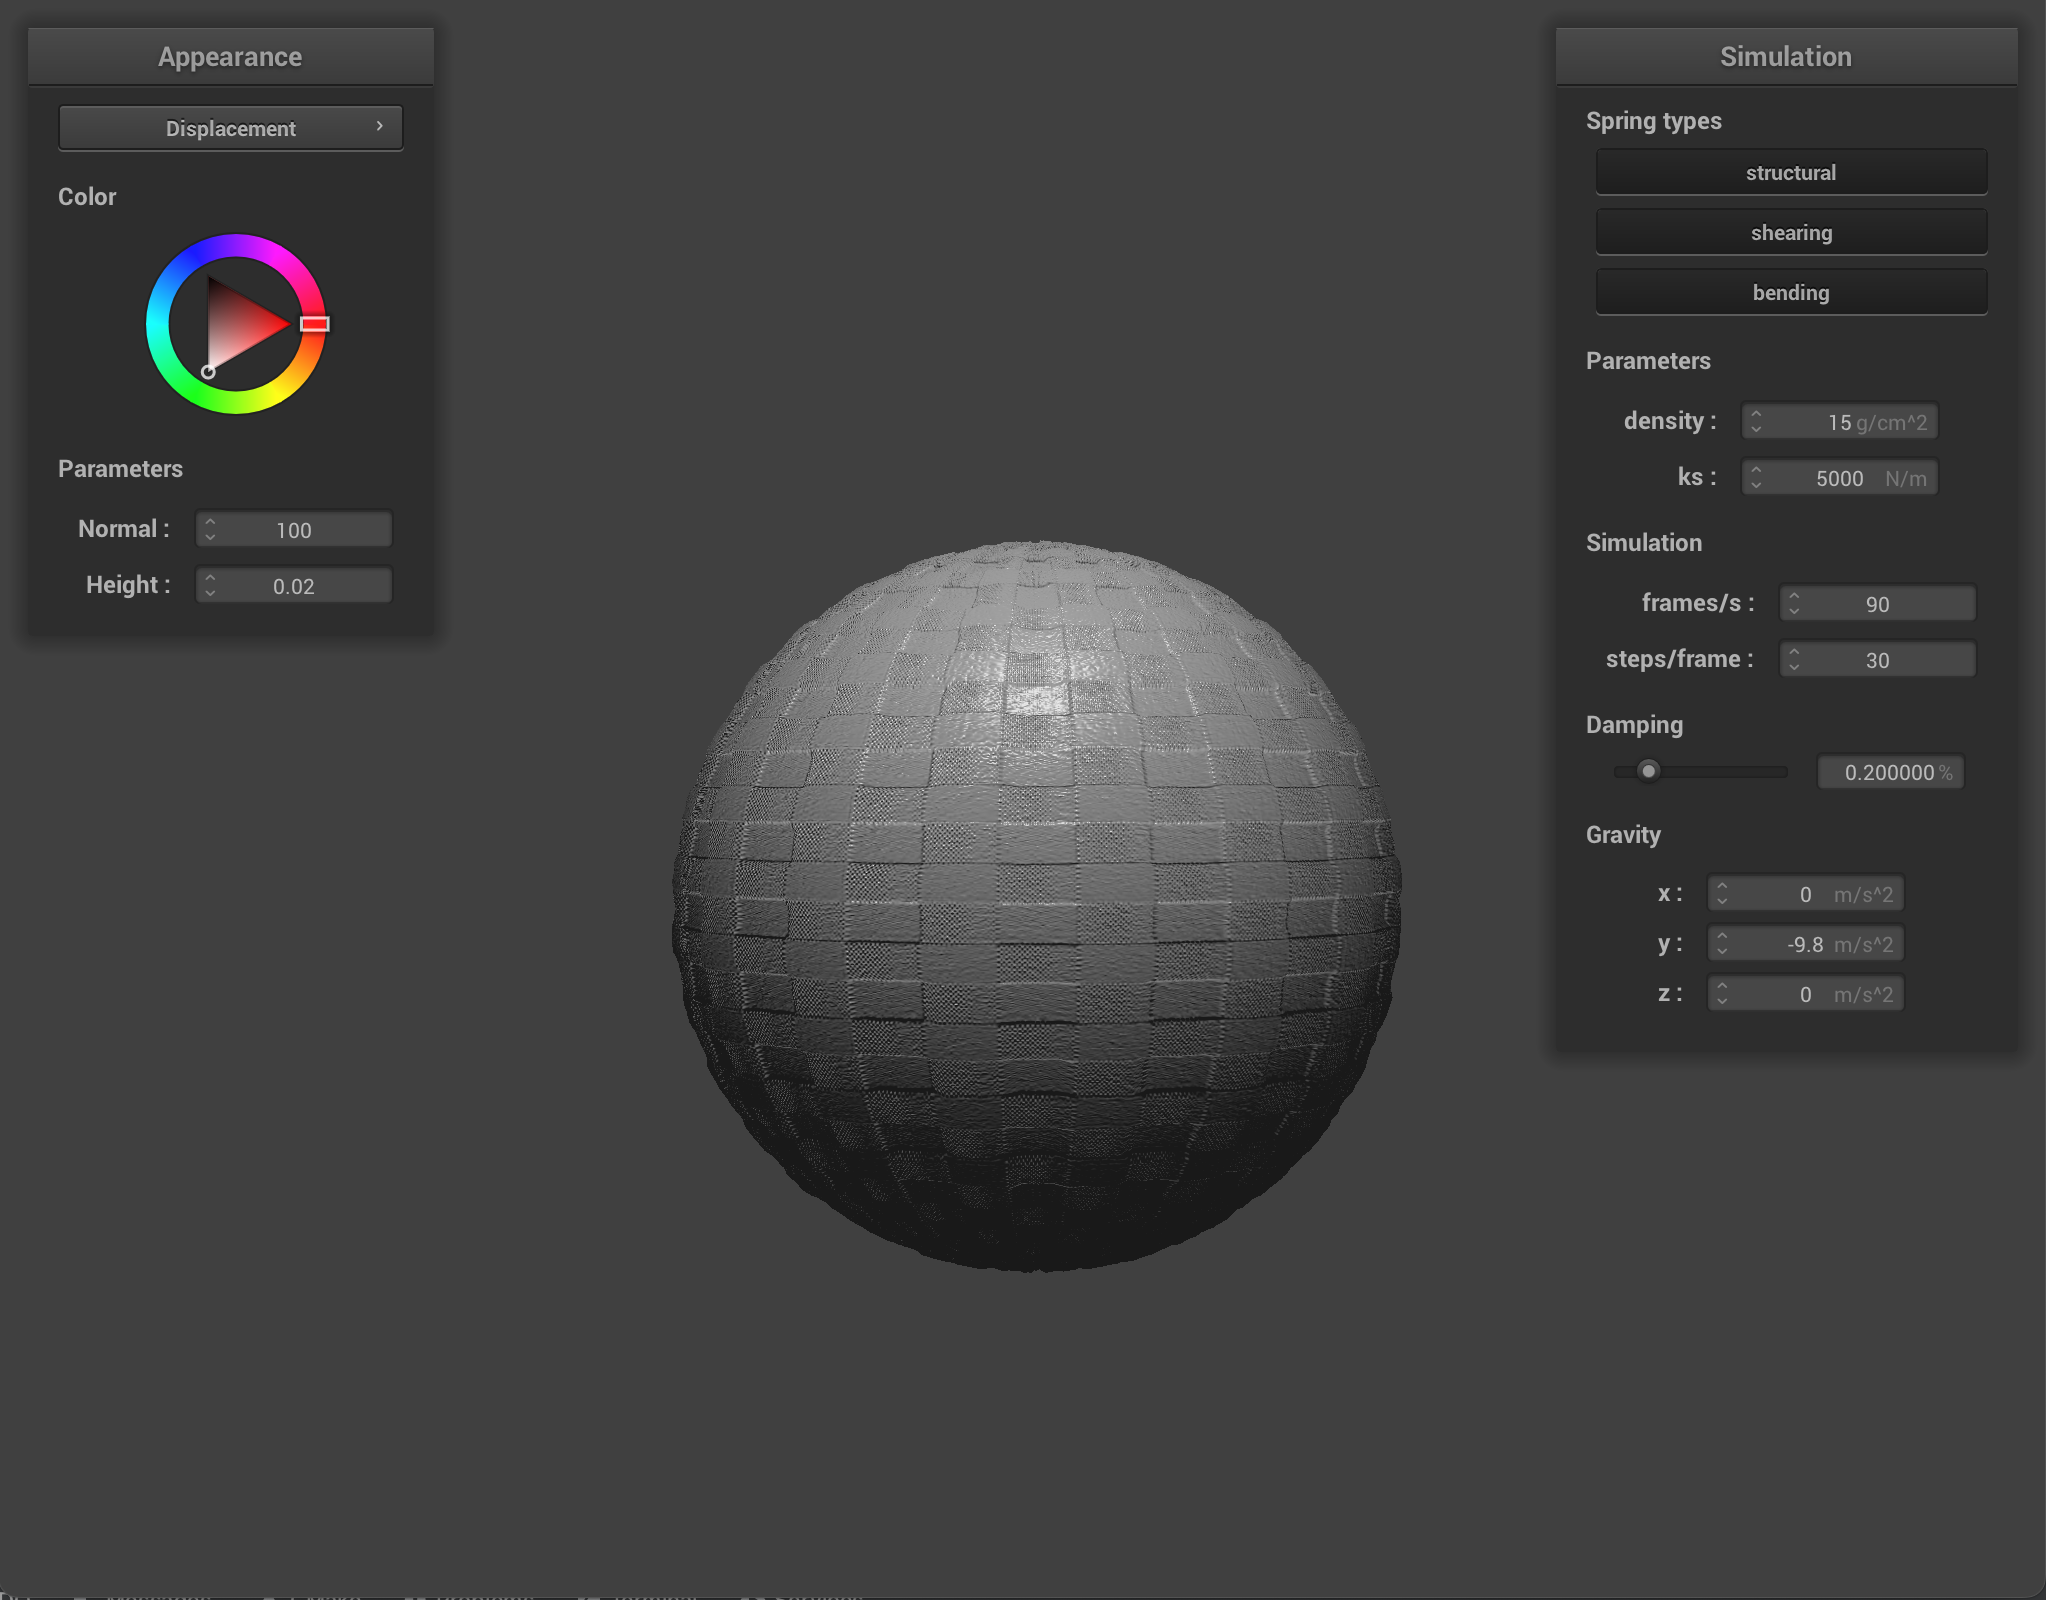 Appearance
Displacement
Color
Parameters
Normal : 100
Height : 0.02
Simulation
Spring types
structural
shearing
bending
Parameters
density : 15 g/cm^2
ks : 5000 N/m
Simulation
frames/s : 90
steps/frame : 30
Damping
0.200000 %
Gravity
x : 0 m/s^2
y : -9.8 m/s^2
z : 0 m/s^2